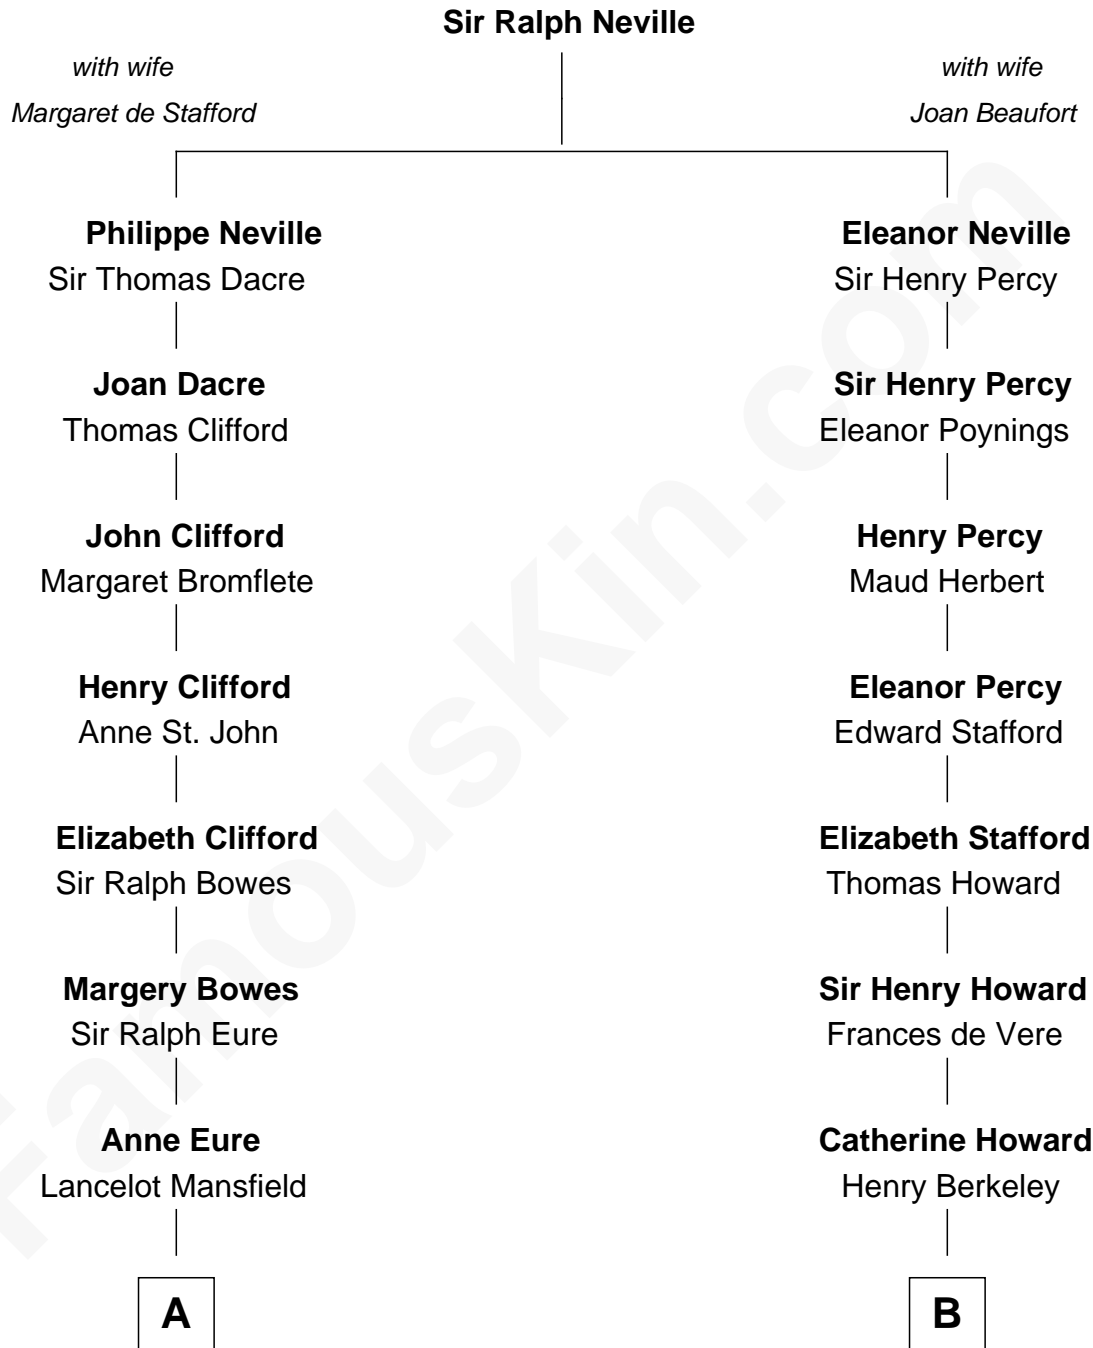 Sir Ralph Neville
with wife
Margaret de Stafford
with wife
Joan Beaufort
Philippe Neville
Sir Thomas Dacre
Joan Dacre
Thomas Clifford
John Clifford
Margaret Bromflete
Henry Clifford
Anne St. John
Elizabeth Clifford
Sir Ralph Bowes
Margery Bowes
Sir Ralph Eure
Anne Eure
Lancelot Mansfield
A
Eleanor Neville
Sir Henry Percy
Sir Henry Percy
Eleanor Poynings
Henry Percy
Maud Herbert
Eleanor Percy
Edward Stafford
Elizabeth Stafford
Thomas Howard
Sir Henry Howard
Frances de Vere
Catherine Howard
Henry Berkeley
B
FamousKin.com